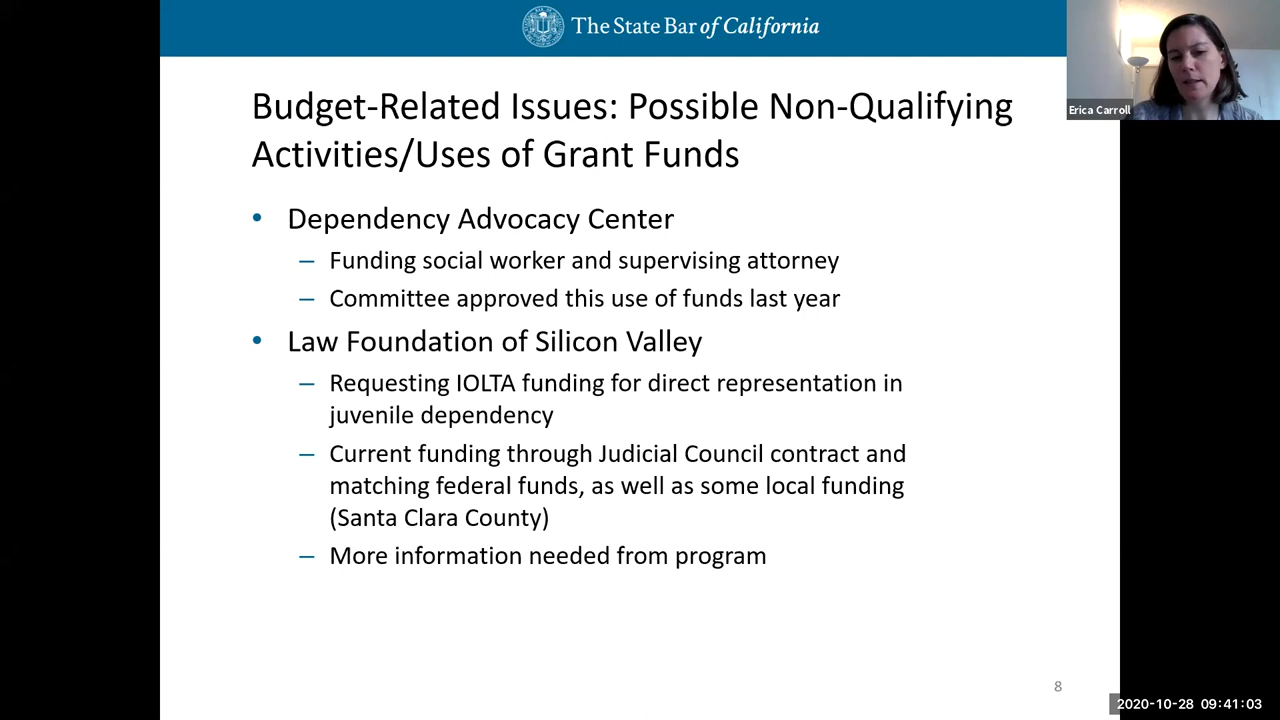 The State Bar of California
Erica Carroll
Budget-Related Issues: Possible Non-Qualifying
Activities/Uses of Grant Funds
• Dependency Advocacy Center
– Funding social worker and supervising attorney
– Committee approved this use of funds last year
• Law Foundation of Silicon Valley
– Requesting IOLTA funding for direct representation in
juvenile dependency
– Current funding through Judicial Council contract and
matching federal funds, as well as some local funding
(Santa Clara County)
– More information needed from program
8
2020-10-28 09:41:03